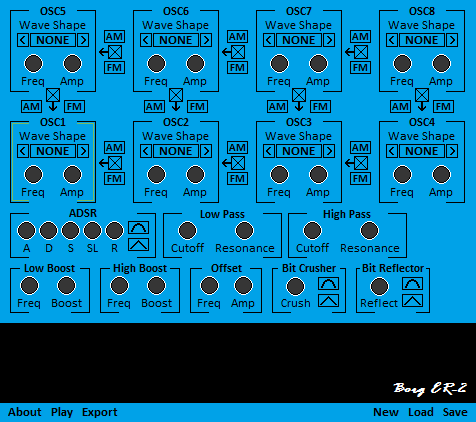 OSC5 OSC6 OSC7 OSC8
Wave Shape Wave Shape Wave Shape Wave Shape
< NONE > AM < NONE > AM < NONE > AM < NONE >
FM FM FM
Freq Amp Freq Amp Freq Amp Freq Amp
AM FM AM FM AM FM AM FM
OSC1 OSC2 OSC3 OSC4
Wave Shape Wave Shape Wave Shape Wave Shape
< NONE > AM < NONE > AM < NONE > AM < NONE >
FM FM FM
Freq Amp Freq Amp Freq Amp Freq Amp
ADSR Low Pass High Pass
A D S SL R Cutoff Resonance Cutoff Resonance
Low Boost High Boost Offset Bit Crusher Bit Reflector
Freq Boost Freq Boost Freq Amp Crush Reflect
Borg ER-2
About Play Export New Load Save